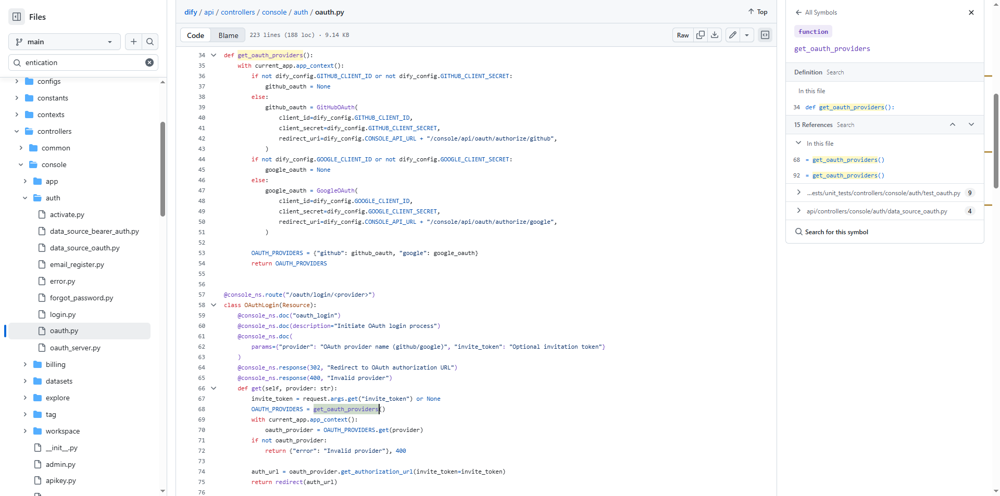 Files
main
entication
configs
constants
contexts
controllers
common
console
app
auth
activate.py
data_source_bearer_auth.py
data_source_oauth.py
email_register.py
error.py
forgot_password.py
login.py
oauth.py
oauth_server.py
billing
datasets
explore
tag
workspace
__init__.py
admin.py
apikey.py
dify / api / controllers / console / auth / oauth.py
Top
Code Blame 223 lines (188 loc) · 9.14 KB
Raw
34 def get_oauth_providers():
35 with current_app.app_context():
36 if not dify_config.GITHUB_CLIENT_ID or not dify_config.GITHUB_CLIENT_SECRET:
37 github_oauth = None
38 else:
39 github_oauth = GitHubOAuth(
40 client_id=dify_config.GITHUB_CLIENT_ID,
41 client_secret=dify_config.GITHUB_CLIENT_SECRET,
42 redirect_uri=dify_config.CONSOLE_API_URL + "/console/api/oauth/authorize/github",
43 )
44 if not dify_config.GOOGLE_CLIENT_ID or not dify_config.GOOGLE_CLIENT_SECRET:
45 google_oauth = None
46 else:
47 google_oauth = GoogleOAuth(
48 client_id=dify_config.GOOGLE_CLIENT_ID,
49 client_secret=dify_config.GOOGLE_CLIENT_SECRET,
50 redirect_uri=dify_config.CONSOLE_API_URL + "/console/api/oauth/authorize/google",
51 )
52
53 OAUTH_PROVIDERS = {"github": github_oauth, "google": google_oauth}
54 return OAUTH_PROVIDERS
55
56
57 @console_ns.route("/oauth/login/<provider>")
58 class OAuthLogin(Resource):
59 @console_ns.doc("oauth_login")
60 @console_ns.doc(description="Initiate OAuth login process")
61 @console_ns.doc(
62 params={"provider": "OAuth provider name (github/google)", "invite_token": "Optional invitation token"}
63 )
64 @console_ns.response(302, "Redirect to OAuth authorization URL")
65 @console_ns.response(400, "Invalid provider")
66 def get(self, provider: str):
67 invite_token = request.args.get("invite_token") or None
68 OAUTH_PROVIDERS = get_oauth_providers()
69 with current_app.app_context():
70 oauth_provider = OAUTH_PROVIDERS.get(provider)
71 if not oauth_provider:
72 return {"error": "Invalid provider"}, 400
73
74 auth_url = oauth_provider.get_authorization_url(invite_token=invite_token)
75 return redirect(auth_url)
76
All Symbols
function
get_oauth_providers
Definition Search
In this file
34 def get_oauth_providers():
15 References Search
In this file
68 = get_oauth_providers()
92 = get_oauth_providers()
...ests/unit_tests/controllers/console/auth/test_oauth.py 9
api/controllers/console/auth/data_source_oauth.py 4
Search for this symbol